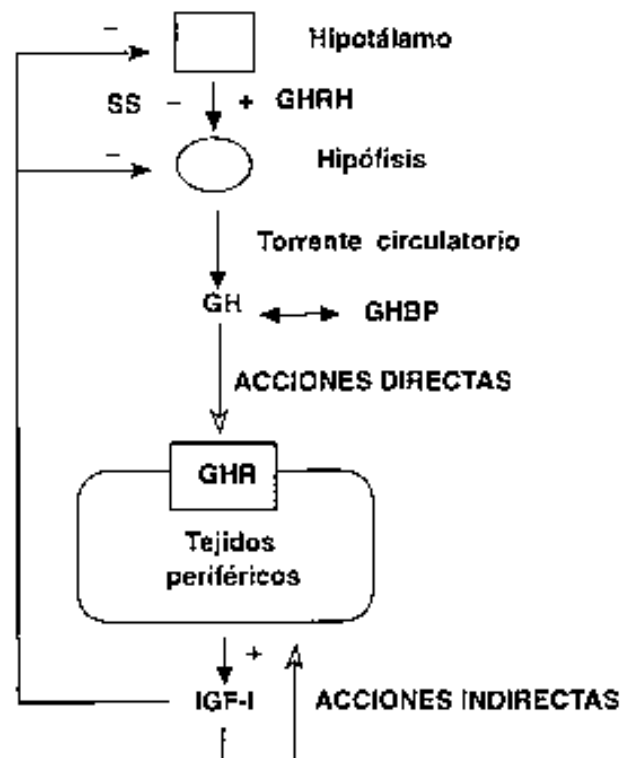 – Hipotálamo
SS – + GHRH
– Hipófisis
Torrente circulatorio
GH GHBP
ACCIONES DIRECTAS
GHR
Tejidos
periféricos
+
IGF-I ACCIONES INDIRECTAS